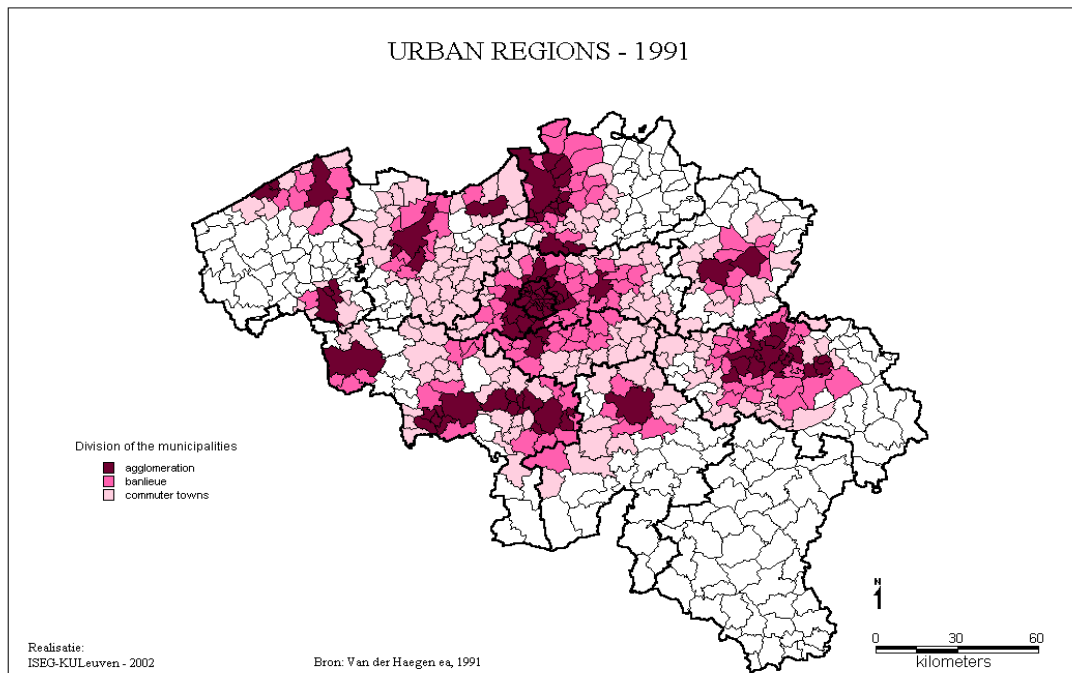 URBAN REGIONS - 1991
Division of the municipalities
agglomeration
banlieue
commuter towns
N
0 30 60
kilometers
Realisatie:
ISEG-KULeuven - 2002
Bron: Van der Haegen ea, 1991